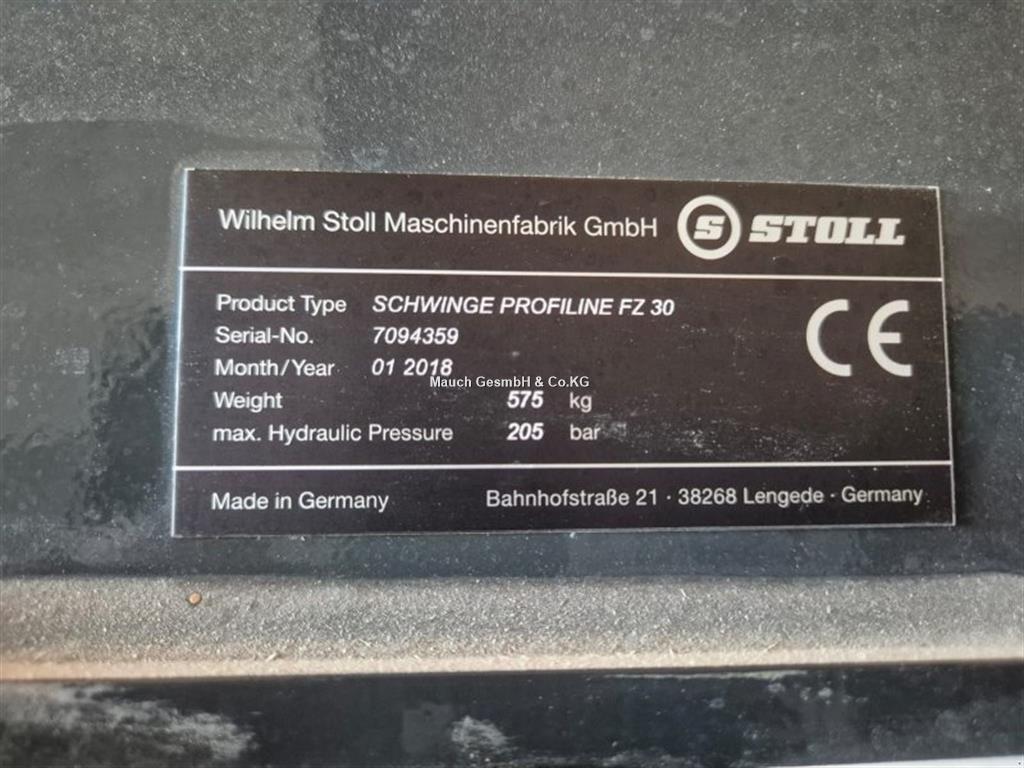 Wilhelm Stoll Maschinenfabrik GmbH S STOLL
Product Type SCHWINGE PROFILINE FZ 30
Serial-No. 7094359
Month/Year 01 2018
Mauch GesmbH & Co.KG
Weight 575 kg
max. Hydraulic Pressure 205 bar
CE
Made in Germany Bahnhofstraße 21 · 38268 Lengede · Germany